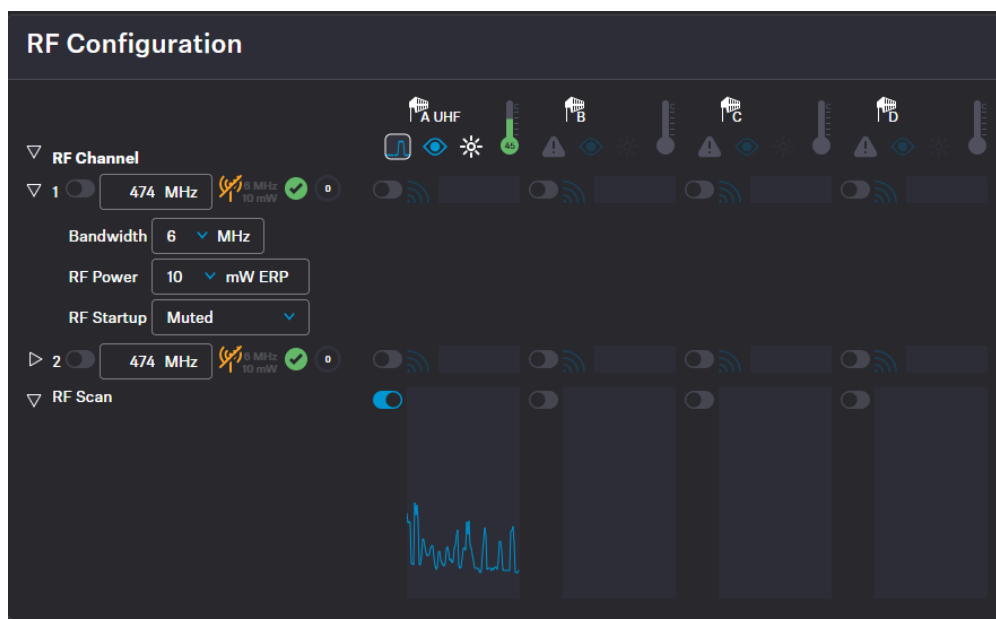 RF Configuration
A UHF B C D
45
RF Channel
1 474 MHz 6 MHz 10 mW 0
Bandwidth 6 MHz
RF Power 10 mW ERP
RF Startup Muted
2 474 MHz 6 MHz 10 mW 0
RF Scan